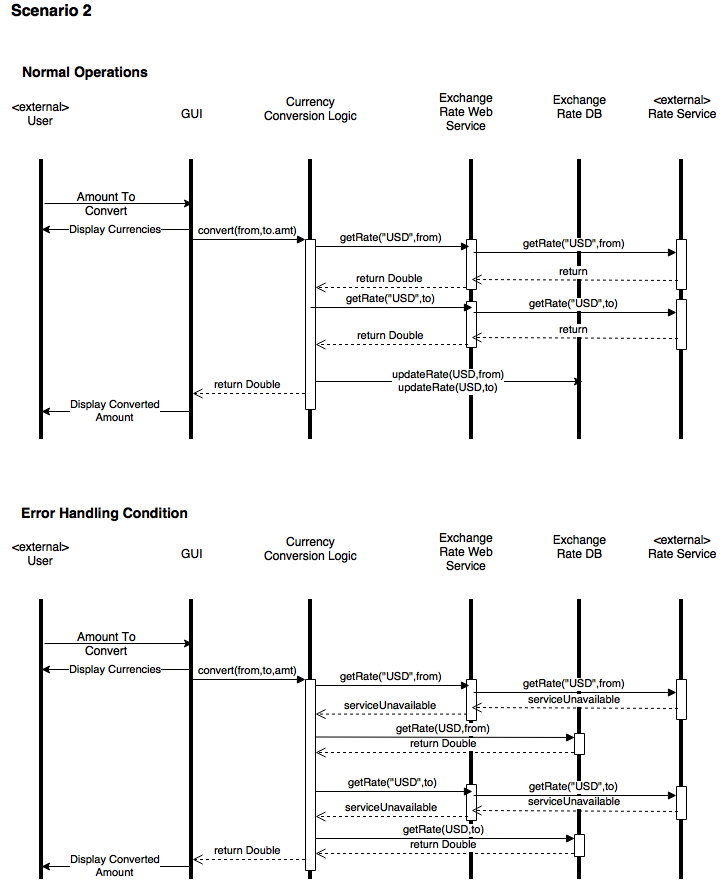 Scenario 2
Normal Operations
<external>
User
GUI
Currency
Conversion Logic
Exchange
Rate Web
Service
Exchange
Rate DB
<external>
Rate Service
Amount To
Convert
Display Currencies
convert(from,to.amt)
getRate("USD",from)
getRate("USD",from)
return
return Double
getRate("USD",to)
getRate("USD",to)
return
return Double
updateRate(USD,from)
updateRate(USD,to)
return Double
Display Converted
Amount
Error Handling Condition
<external>
User
GUI
Currency
Conversion Logic
Exchange
Rate Web
Service
Exchange
Rate DB
<external>
Rate Service
Amount To
Convert
Display Currencies
convert(from,to,amt)
getRate("USD",from)
getRate("USD",from)
serviceUnavailable
serviceUnavailable
getRate(USD,from)
return Double
getRate("USD",to)
getRate("USD",to)
serviceUnavailable
serviceUnavailable
getRate(USD,to)
return Double
return Double
Display Converted
Amount